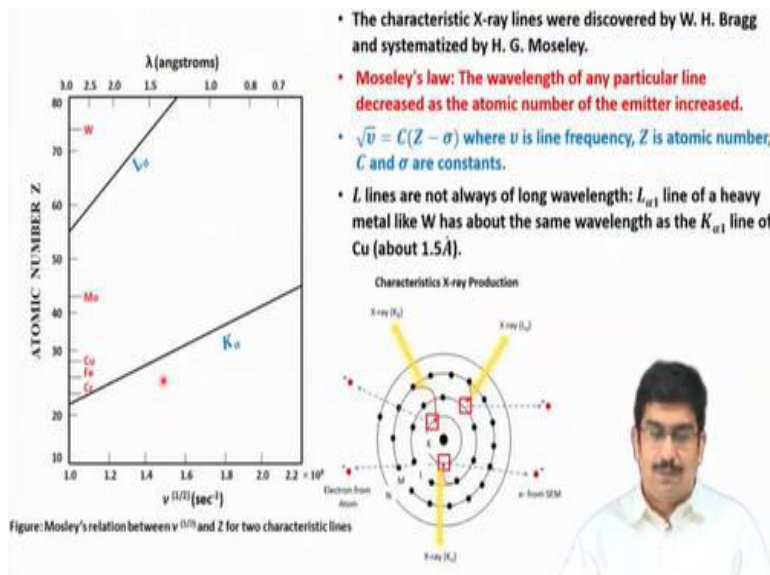 • The characteristic X-ray lines were discovered by W. H. Bragg
and systematized by H. G. Moseley.
• Moseley's law: The wavelength of any particular line
decreased as the atomic number of the emitter increased.
• √υ = C(Z − σ) where υ is line frequency, Z is atomic number,
C and σ are constants.
• L lines are not always of long wavelength: Lα1 line of a heavy
metal like W has about the same wavelength as the Kα1 line of
Cu (about 1.5Å).
λ (angstroms)
3.0 2.5 2.0 1.5 1.0 0.8 0.7
ATOMIC NUMBER Z
80
70
60
50
40
30
20
10
W
Mo
Cu
Fe
Cr
Lα
Kα
1.0 1.2 1.4 1.6 1.8 2.0 2.2 × 10⁹
ν (1/2) (sec-1)
Figure: Mosley's relation between ν (1/2) and Z for two characteristic lines
Characteristics X-ray Production
X-ray (Kβ)
X-ray (Lα)
K
L
M
N
Electron from
Atom
e- from SEM
X-ray (Kα)